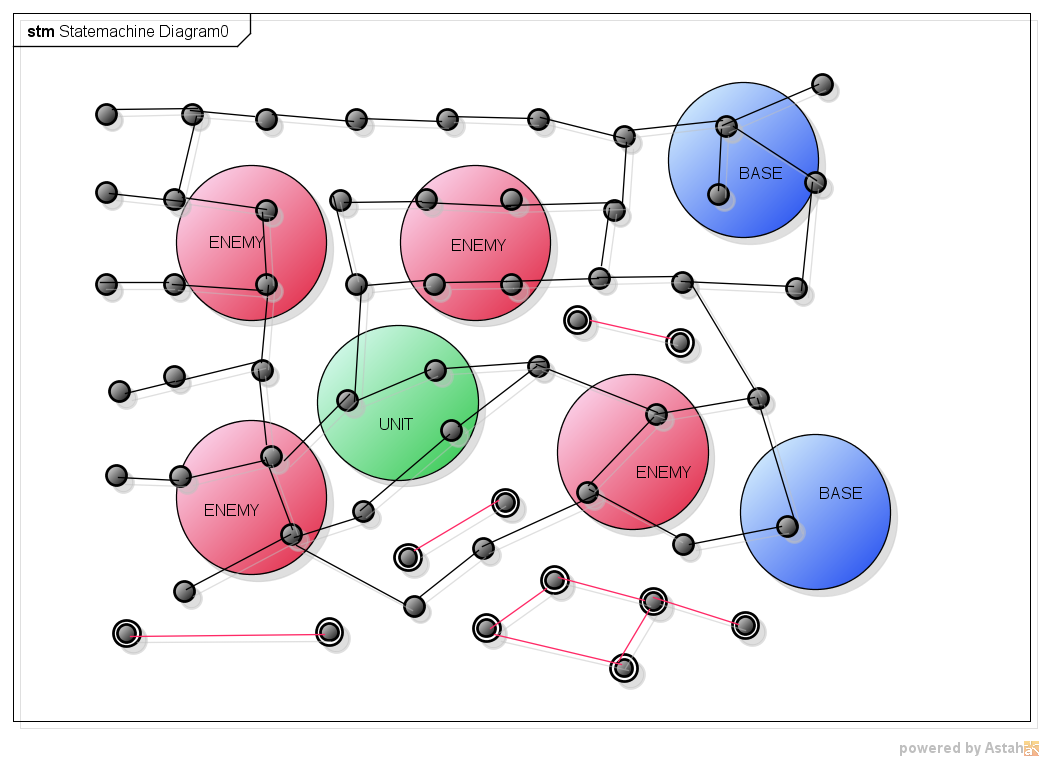 stm Statemachine Diagram0
BASE
ENEMY
ENEMY
UNIT
ENEMY
BASE
ENEMY
powered by Astah